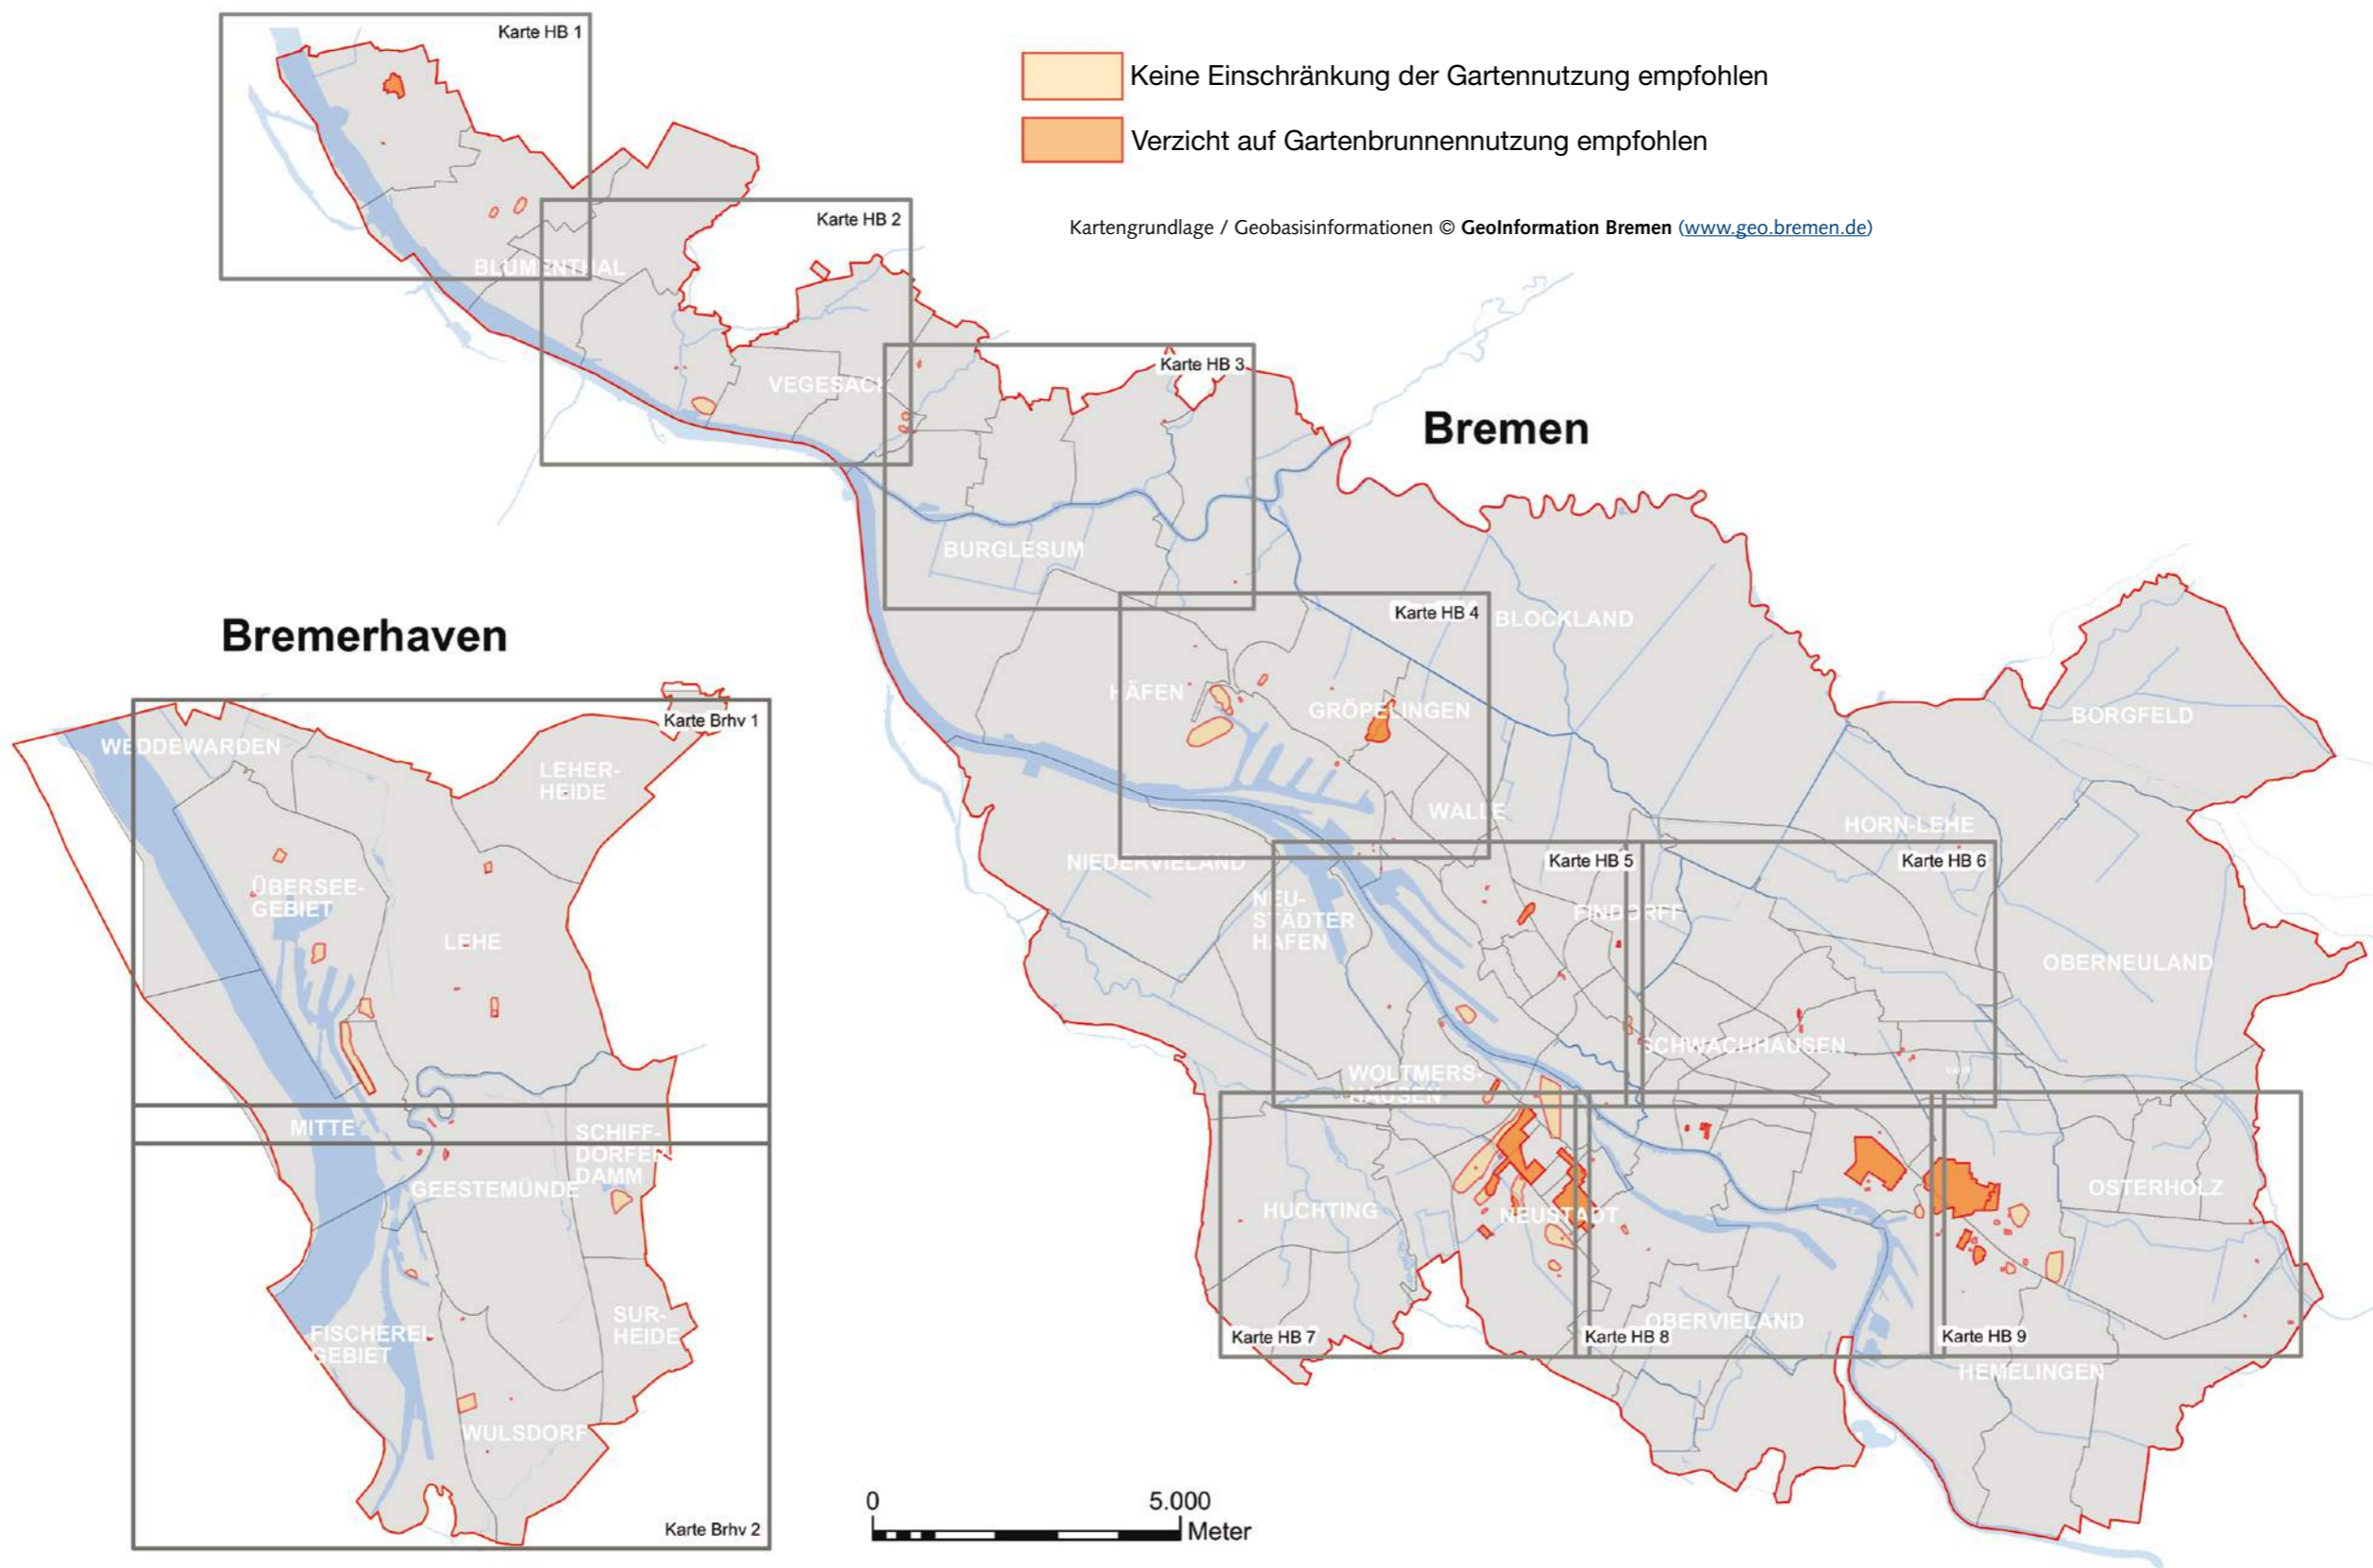 Karte HB 1
Keine Einschränkung der Gartennutzung empfohlen
Verzicht auf Gartenbrunnennutzung empfohlen
Karte HB 2
Kartengrundlage / Geobasisinformationen © GeoInformation Bremen (www.geo.bremen.de)
BLUMENTHAL
Karte HB 3
VEGESACK
Bremen
BURGLESUM
Karte HB 4
BLOCKLAND
Bremerhaven
HÄFEN
GRÖPELINGEN
BORGFELD
Karte Brhv 1
WEDDEWARDEN
LEHER-
HEIDE
WALLE
HORN-LEHE
NIEDERVIELAND
Karte HB 5
Karte HB 6
ÜBERSEE-
GEBIET
NEU-
STÄDTER
HAFEN
FINDORFF
LEHE
OBERNEULAND
SCHWACHHAUSEN
VAHR
WOLTMERS-
HAUSEN
MITTE
SCHIFF-
DORFER
DAMM
GEESTEMÜNDE
HUCHTING
NEUSTADT
OSTERHOLZ
SUR-
HEIDE
FISCHEREI-
GEBIET
OBERVIELAND
Karte HB 7
Karte HB 8
Karte HB 9
HEMELINGEN
WULSDORF
0
5.000
Meter
Karte Brhv 2